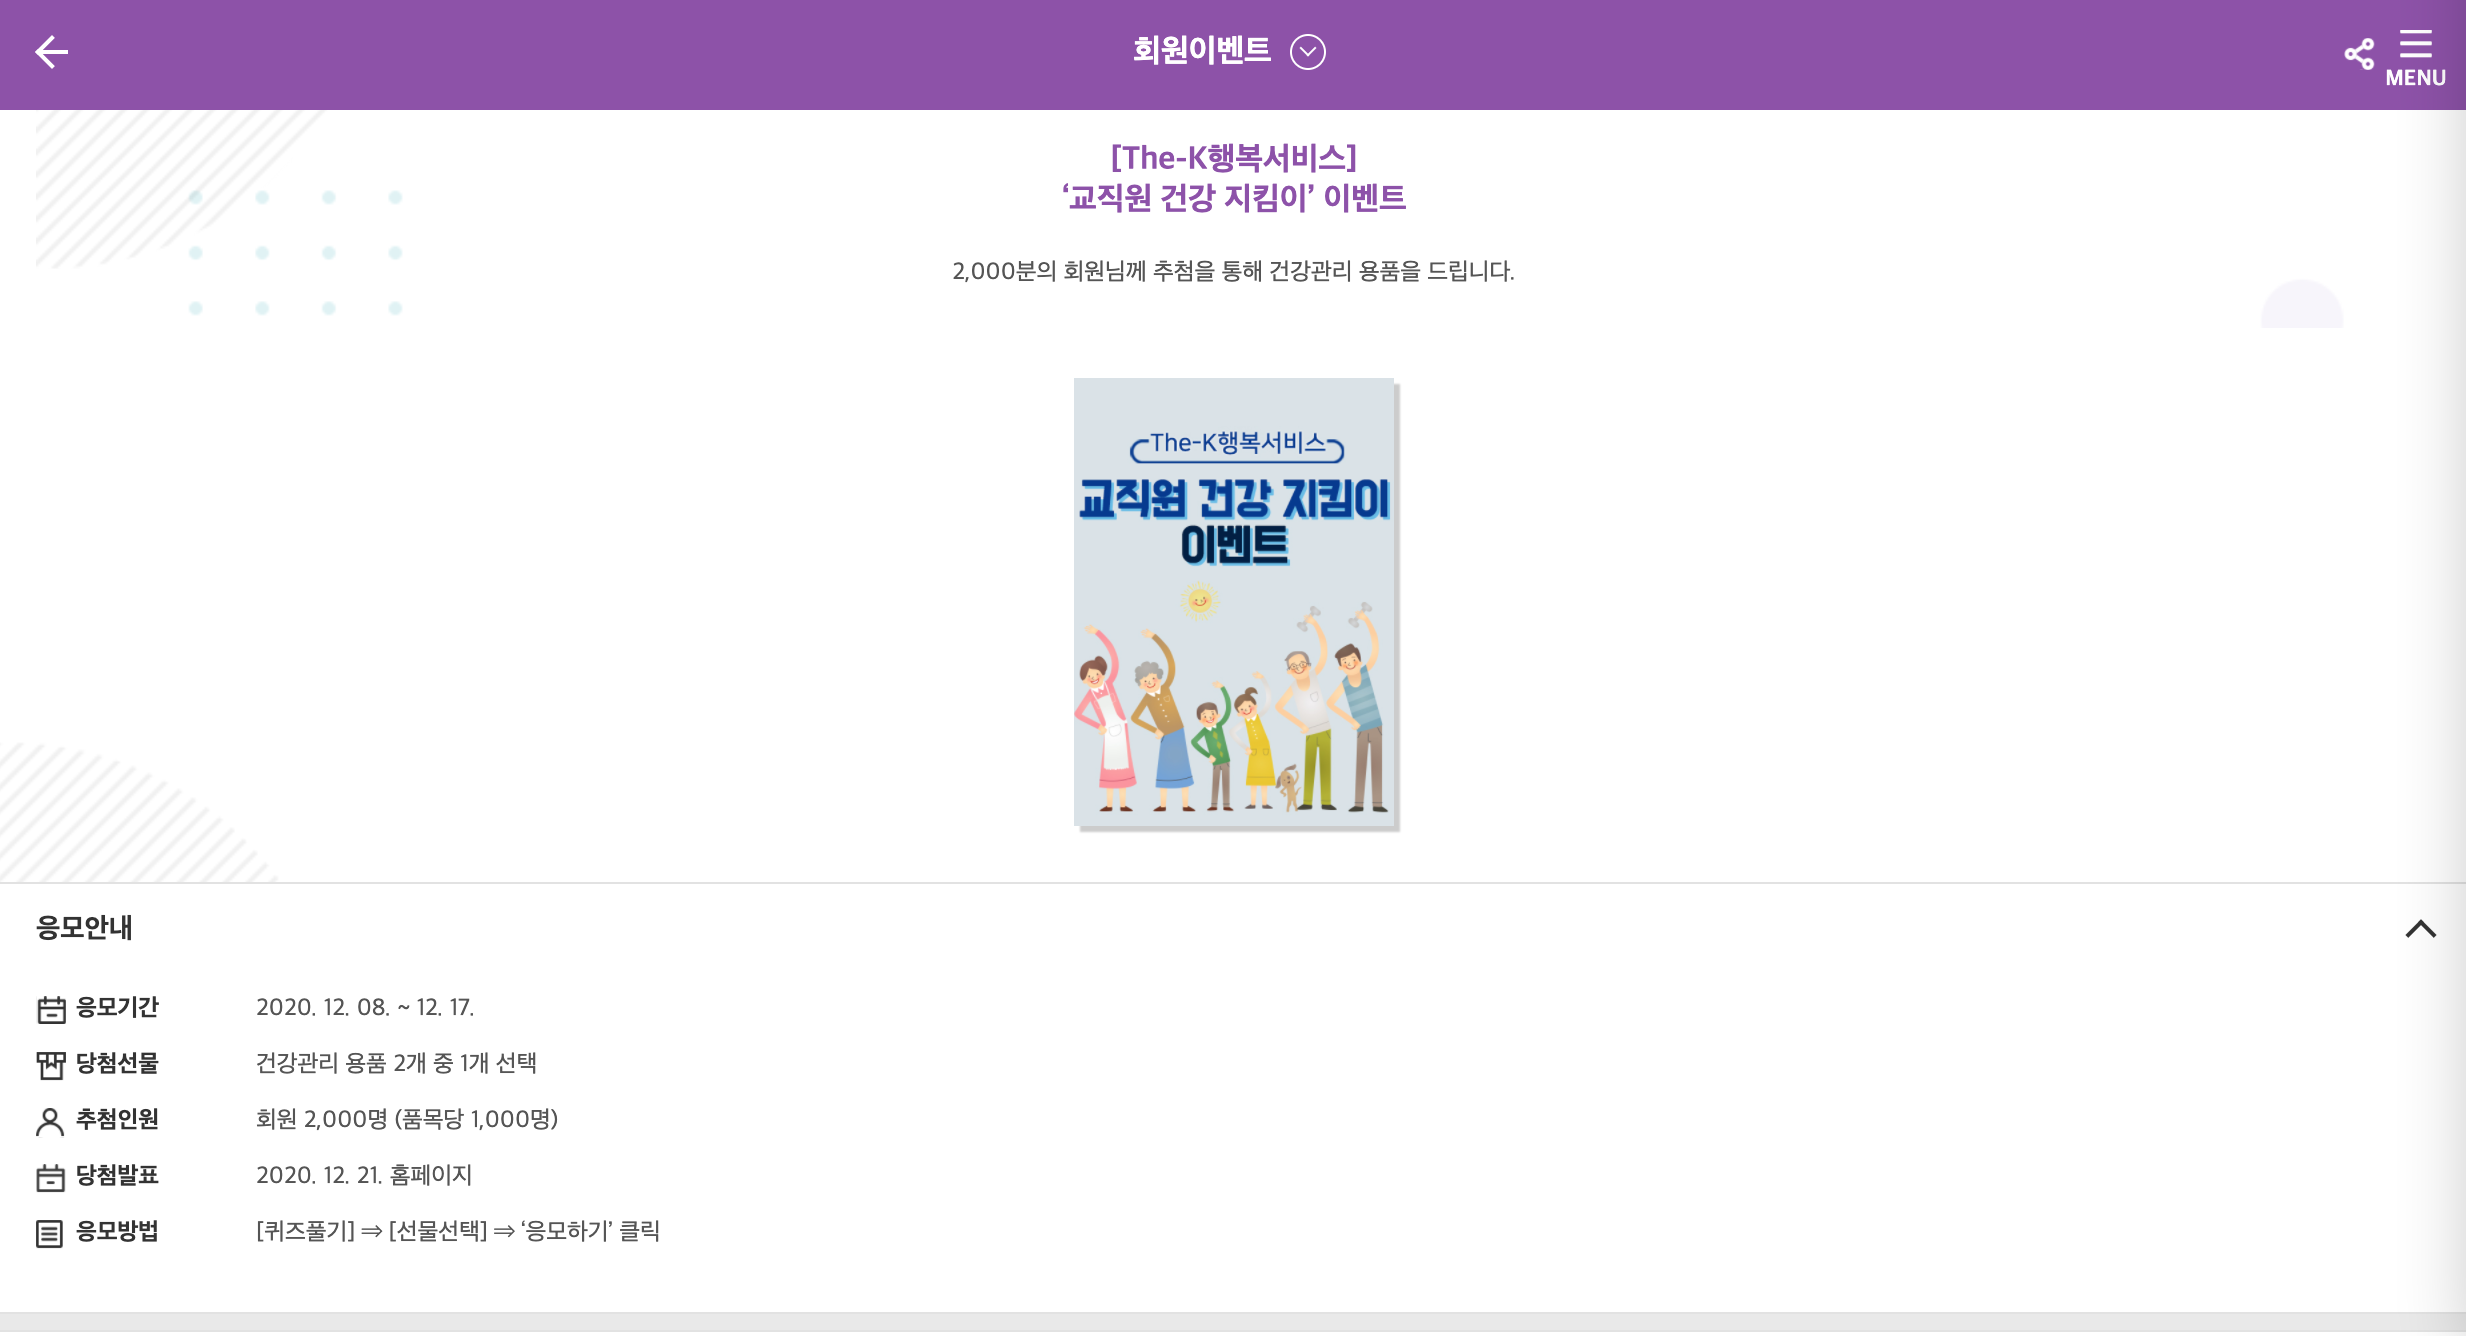 회원이벤트
MENU
[The-K행복서비스]
‘교직원 건강 지킴이’ 이벤트
2,000분의 회원님께 추첨을 통해 건강관리 용품을 드립니다.
The-K행복서비스
교직원 건강 지킴이
이벤트
응모안내
응모기간 2020. 12. 08. ~ 12. 17.
당첨선물 건강관리 용품 2개 중 1개 선택
추첨인원 회원 2,000명 (품목당 1,000명)
당첨발표 2020. 12. 21. 홈페이지
응모방법 [퀴즈풀기] ⇒ [선물선택] ⇒ ‘응모하기’ 클릭